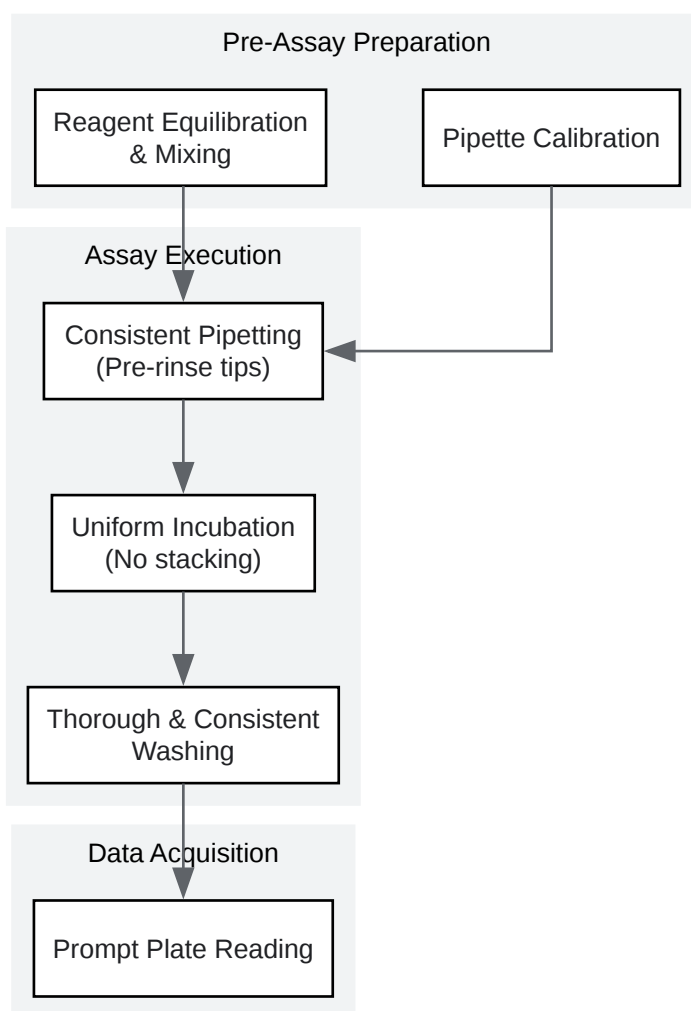 Pre-Assay Preparation
Reagent Equilibration
& Mixing
Pipette Calibration
Assay Execution
Consistent Pipetting
(Pre-rinse tips)
Uniform Incubation
(No stacking)
Thorough & Consistent
Washing
Data Acquisition
Prompt Plate Reading